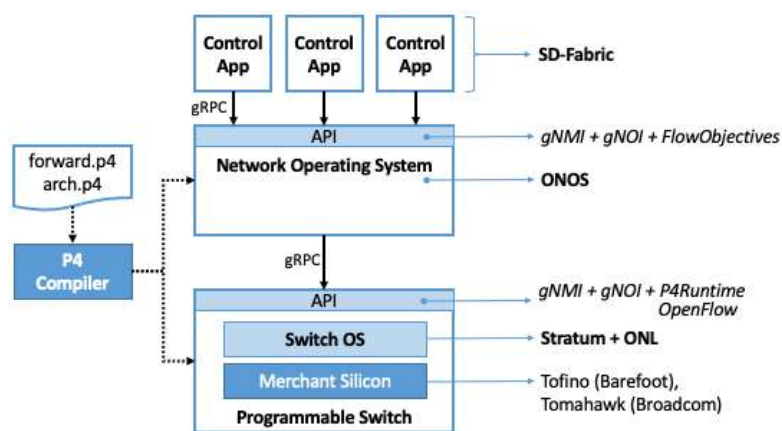 Control
App
Control
App
Control
App
SD-Fabric
gRPC
API
gNMI + gNOI + FlowObjectives
Network Operating System
ONOS
forward.p4
arch.p4
P4
Compiler
gRPC
API
gNMI + gNOI + P4Runtime
OpenFlow
Switch OS
Stratum + ONL
Merchant Silicon
Tofino (Barefoot),
Tomahawk (Broadcom)
Programmable Switch